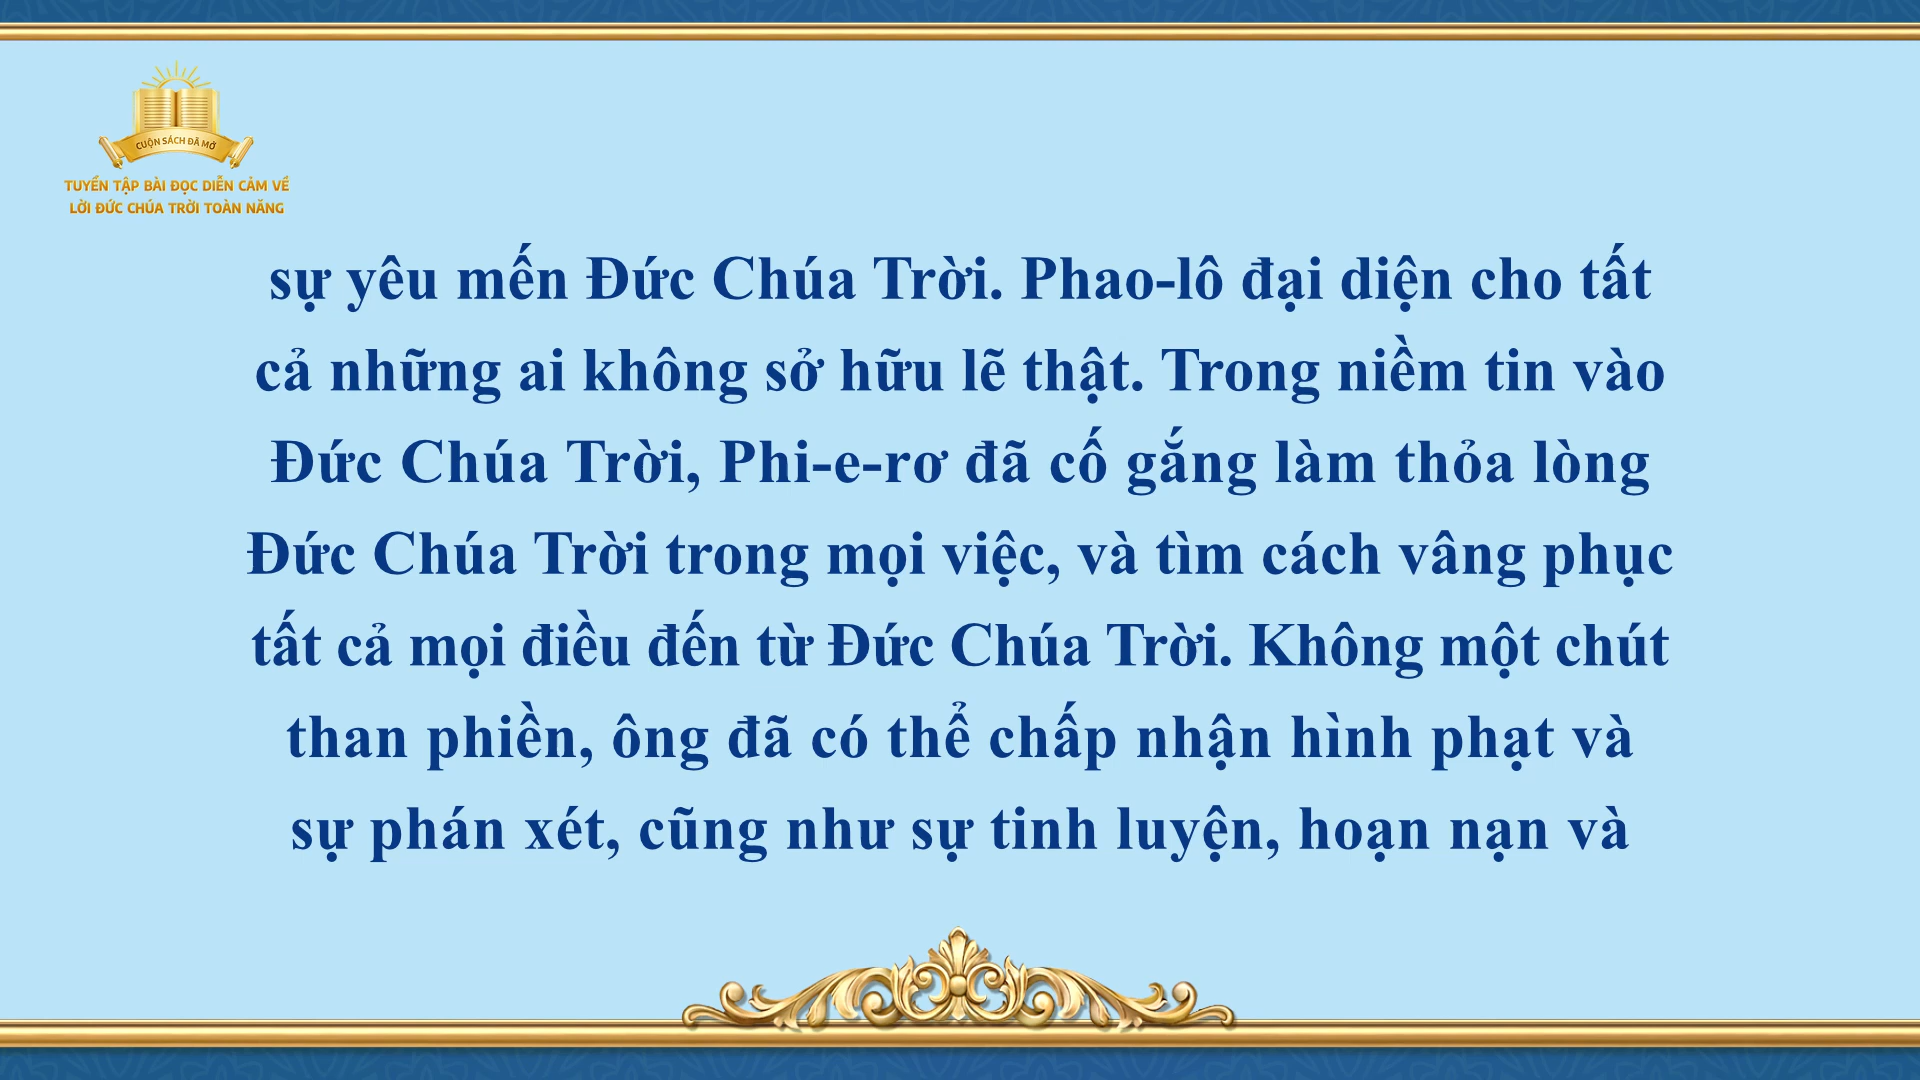 CUỘN SÁCH ĐÃ MỞ
TUYỂN TẬP BÀI ĐỌC DIỄN CẢM VỀ
LỜI ĐỨC CHÚA TRỜI TOÀN NĂNG
sự yêu mến Đức Chúa Trời. Phao-lô đại diện cho tất
cả những ai không sở hữu lẽ thật. Trong niềm tin vào
Đức Chúa Trời, Phi-e-rơ đã cố gắng làm thỏa lòng
Đức Chúa Trời trong mọi việc, và tìm cách vâng phục
tất cả mọi điều đến từ Đức Chúa Trời. Không một chút
than phiền, ông đã có thể chấp nhận hình phạt và
sự phán xét, cũng như sự tinh luyện, hoạn nạn và